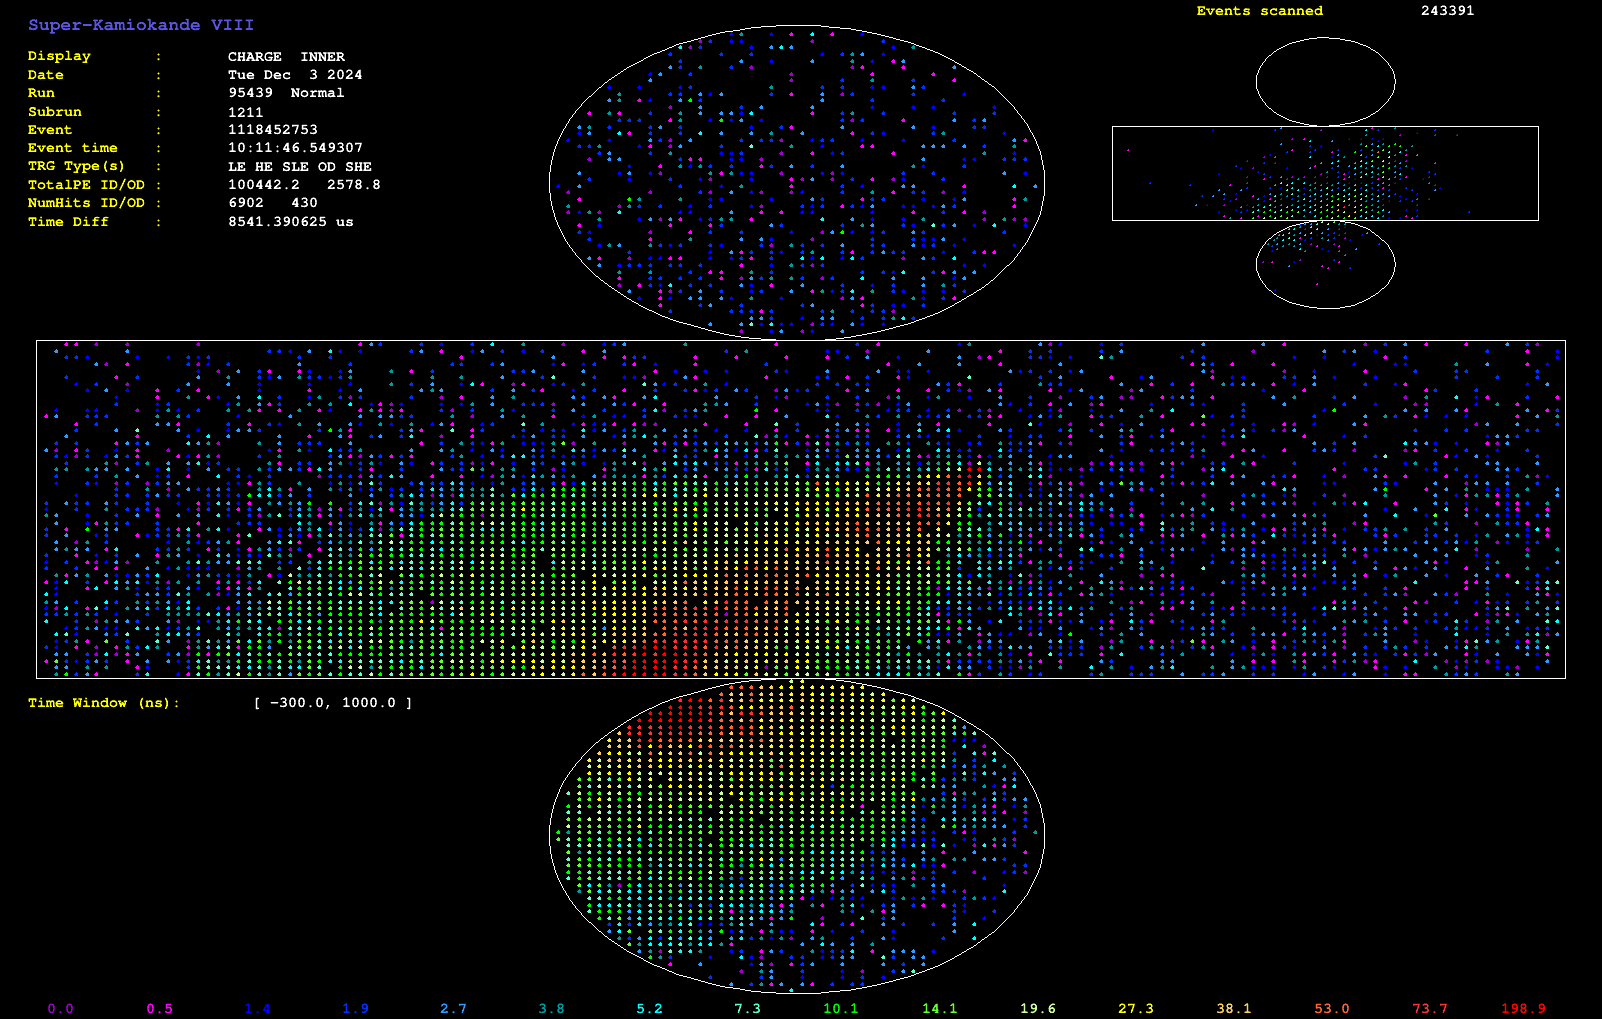 Super-Kamiokande VIII
Events scanned 243391
Display : CHARGE INNER
Date : Tue Dec 3 2024
Run : 95439 Normal
Subrun : 1211
Event : 1118452753
Event time : 10:11:46.549307
TRG Type(s) : LE HE SLE OD SHE
TotalPE ID/OD : 100442.2 2578.8
NumHits ID/OD : 6902 430
Time Diff : 8541.390625 us
Time Window (ns): [ -300.0, 1000.0 ]
0.0 0.5 1.4 1.9 2.7 3.8 5.2 7.3 10.1 14.1 19.6 27.3 38.1 53.0 73.7 198.9